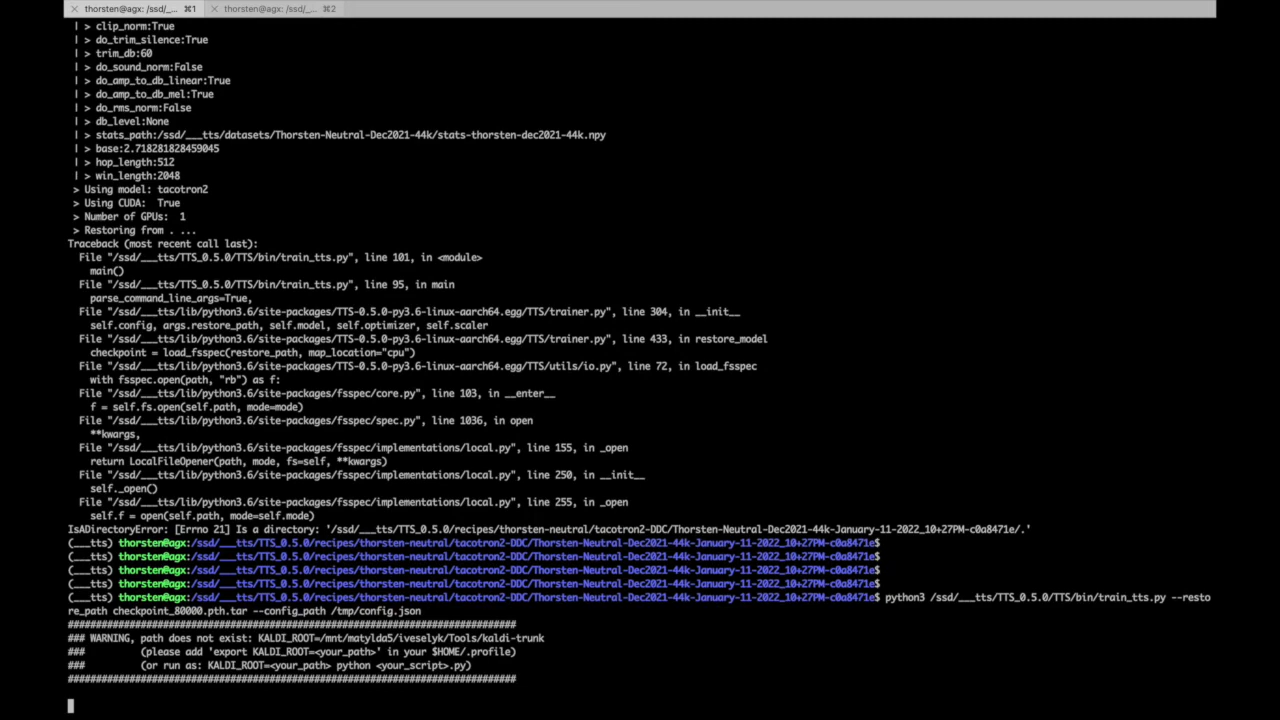 thorsten@agx: /ssd/_... ⌘1 thorsten@agx: /ssd/_... ⌘2
| > clip_norm:True
| > do_trim_silence:True
| > trim_db:60
| > do_sound_norm:False
| > do_amp_to_db_linear:True
| > do_amp_to_db_mel:True
| > do_rms_norm:False
| > db_level:None
| > stats_path:/ssd/___tts/datasets/Thorsten-Neutral-Dec2021-44k/stats-thorsten-dec2021-44k.npy
| > base:2.718281828459045
| > hop_length:512
| > win_length:2048
> Using model: tacotron2
> Using CUDA:  True
> Number of GPUs:  1
> Restoring from . ...
Traceback (most recent call last):
File "/ssd/___tts/TTS_0.5.0/TTS/bin/train_tts.py", line 101, in <module>
main()
File "/ssd/___tts/TTS_0.5.0/TTS/bin/train_tts.py", line 95, in main
parse_command_line_args=True,
File "/ssd/___tts/lib/python3.6/site-packages/TTS-0.5.0-py3.6-linux-aarch64.egg/TTS/trainer.py", line 304, in __init__
self.config, args.restore_path, self.model, self.optimizer, self.scaler
File "/ssd/___tts/lib/python3.6/site-packages/TTS-0.5.0-py3.6-linux-aarch64.egg/TTS/trainer.py", line 433, in restore_model
checkpoint = load_fsspec(restore_path, map_location="cpu")
File "/ssd/___tts/lib/python3.6/site-packages/TTS-0.5.0-py3.6-linux-aarch64.egg/TTS/utils/io.py", line 72, in load_fsspec
with fsspec.open(path, "rb") as f:
File "/ssd/___tts/lib/python3.6/site-packages/fsspec/core.py", line 103, in __enter__
f = self.fs.open(self.path, mode=mode)
File "/ssd/___tts/lib/python3.6/site-packages/fsspec/spec.py", line 1036, in open
**kwargs,
File "/ssd/___tts/lib/python3.6/site-packages/fsspec/implementations/local.py", line 155, in _open
return LocalFileOpener(path, mode, fs=self, **kwargs)
File "/ssd/___tts/lib/python3.6/site-packages/fsspec/implementations/local.py", line 250, in __init__
self._open()
File "/ssd/___tts/lib/python3.6/site-packages/fsspec/implementations/local.py", line 255, in _open
self.f = open(self.path, mode=self.mode)
IsADirectoryError: [Errno 21] Is a directory: '/ssd/___tts/TTS_0.5.0/recipes/thorsten-neutral/tacotron2-DDC/Thorsten-Neutral-Dec2021-44k-January-11-2022_10+27PM-c0a8471e/.'
(___tts) thorsten@agx:/ssd/___tts/TTS_0.5.0/recipes/thorsten-neutral/tacotron2-DDC/Thorsten-Neutral-Dec2021-44k-January-11-2022_10+27PM-c0a8471e$
(___tts) thorsten@agx:/ssd/___tts/TTS_0.5.0/recipes/thorsten-neutral/tacotron2-DDC/Thorsten-Neutral-Dec2021-44k-January-11-2022_10+27PM-c0a8471e$
(___tts) thorsten@agx:/ssd/___tts/TTS_0.5.0/recipes/thorsten-neutral/tacotron2-DDC/Thorsten-Neutral-Dec2021-44k-January-11-2022_10+27PM-c0a8471e$
(___tts) thorsten@agx:/ssd/___tts/TTS_0.5.0/recipes/thorsten-neutral/tacotron2-DDC/Thorsten-Neutral-Dec2021-44k-January-11-2022_10+27PM-c0a8471e$
(___tts) thorsten@agx:/ssd/___tts/TTS_0.5.0/recipes/thorsten-neutral/tacotron2-DDC/Thorsten-Neutral-Dec2021-44k-January-11-2022_10+27PM-c0a8471e$ python3 /ssd/___tts/TTS_0.5.0/TTS/bin/train_tts.py --resto
re_path checkpoint_80000.pth.tar --config_path /tmp/config.json
################################################################################
### WARNING, path does not exist: KALDI_ROOT=/mnt/matylda5/iveselyk/Tools/kaldi-trunk
###          (please add 'export KALDI_ROOT=<your_path>' in your $HOME/.profile)
###          (or run as: KALDI_ROOT=<your_path> python <your_script>.py)
################################################################################